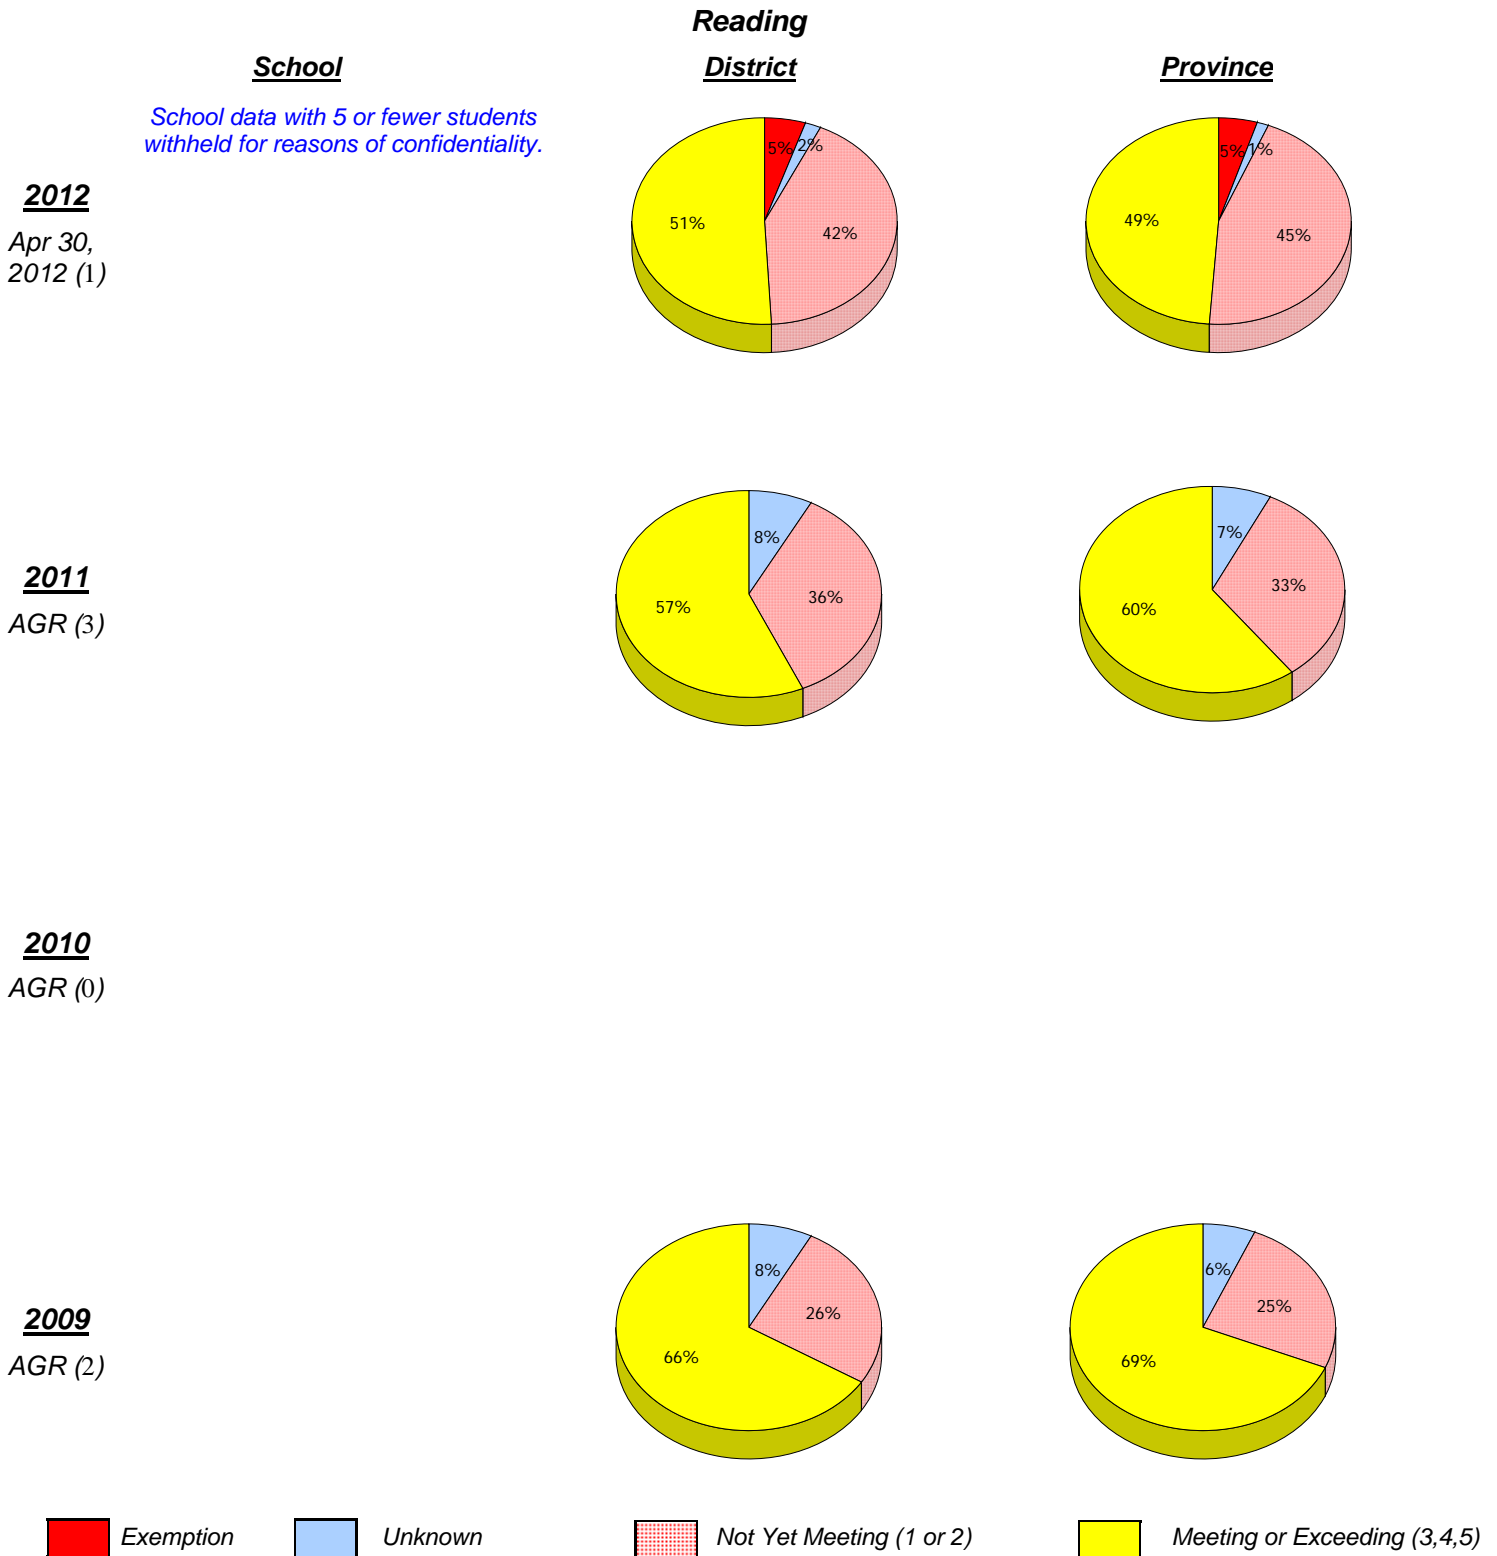 Reading
School
District
Province
School data with 5 or fewer students
withheld for reasons of confidentiality.
2012
Apr 30,
2012 (1)
5%
2%
42%
51%
5%
1%
45%
49%
2011
AGR (3)
8%
36%
57%
7%
33%
60%
2010
AGR (0)
2009
AGR (2)
8%
26%
66%
6%
25%
69%
Exemption
Unknown
Not Yet Meeting (1 or 2)
Meeting or Exceeding (3,4,5)